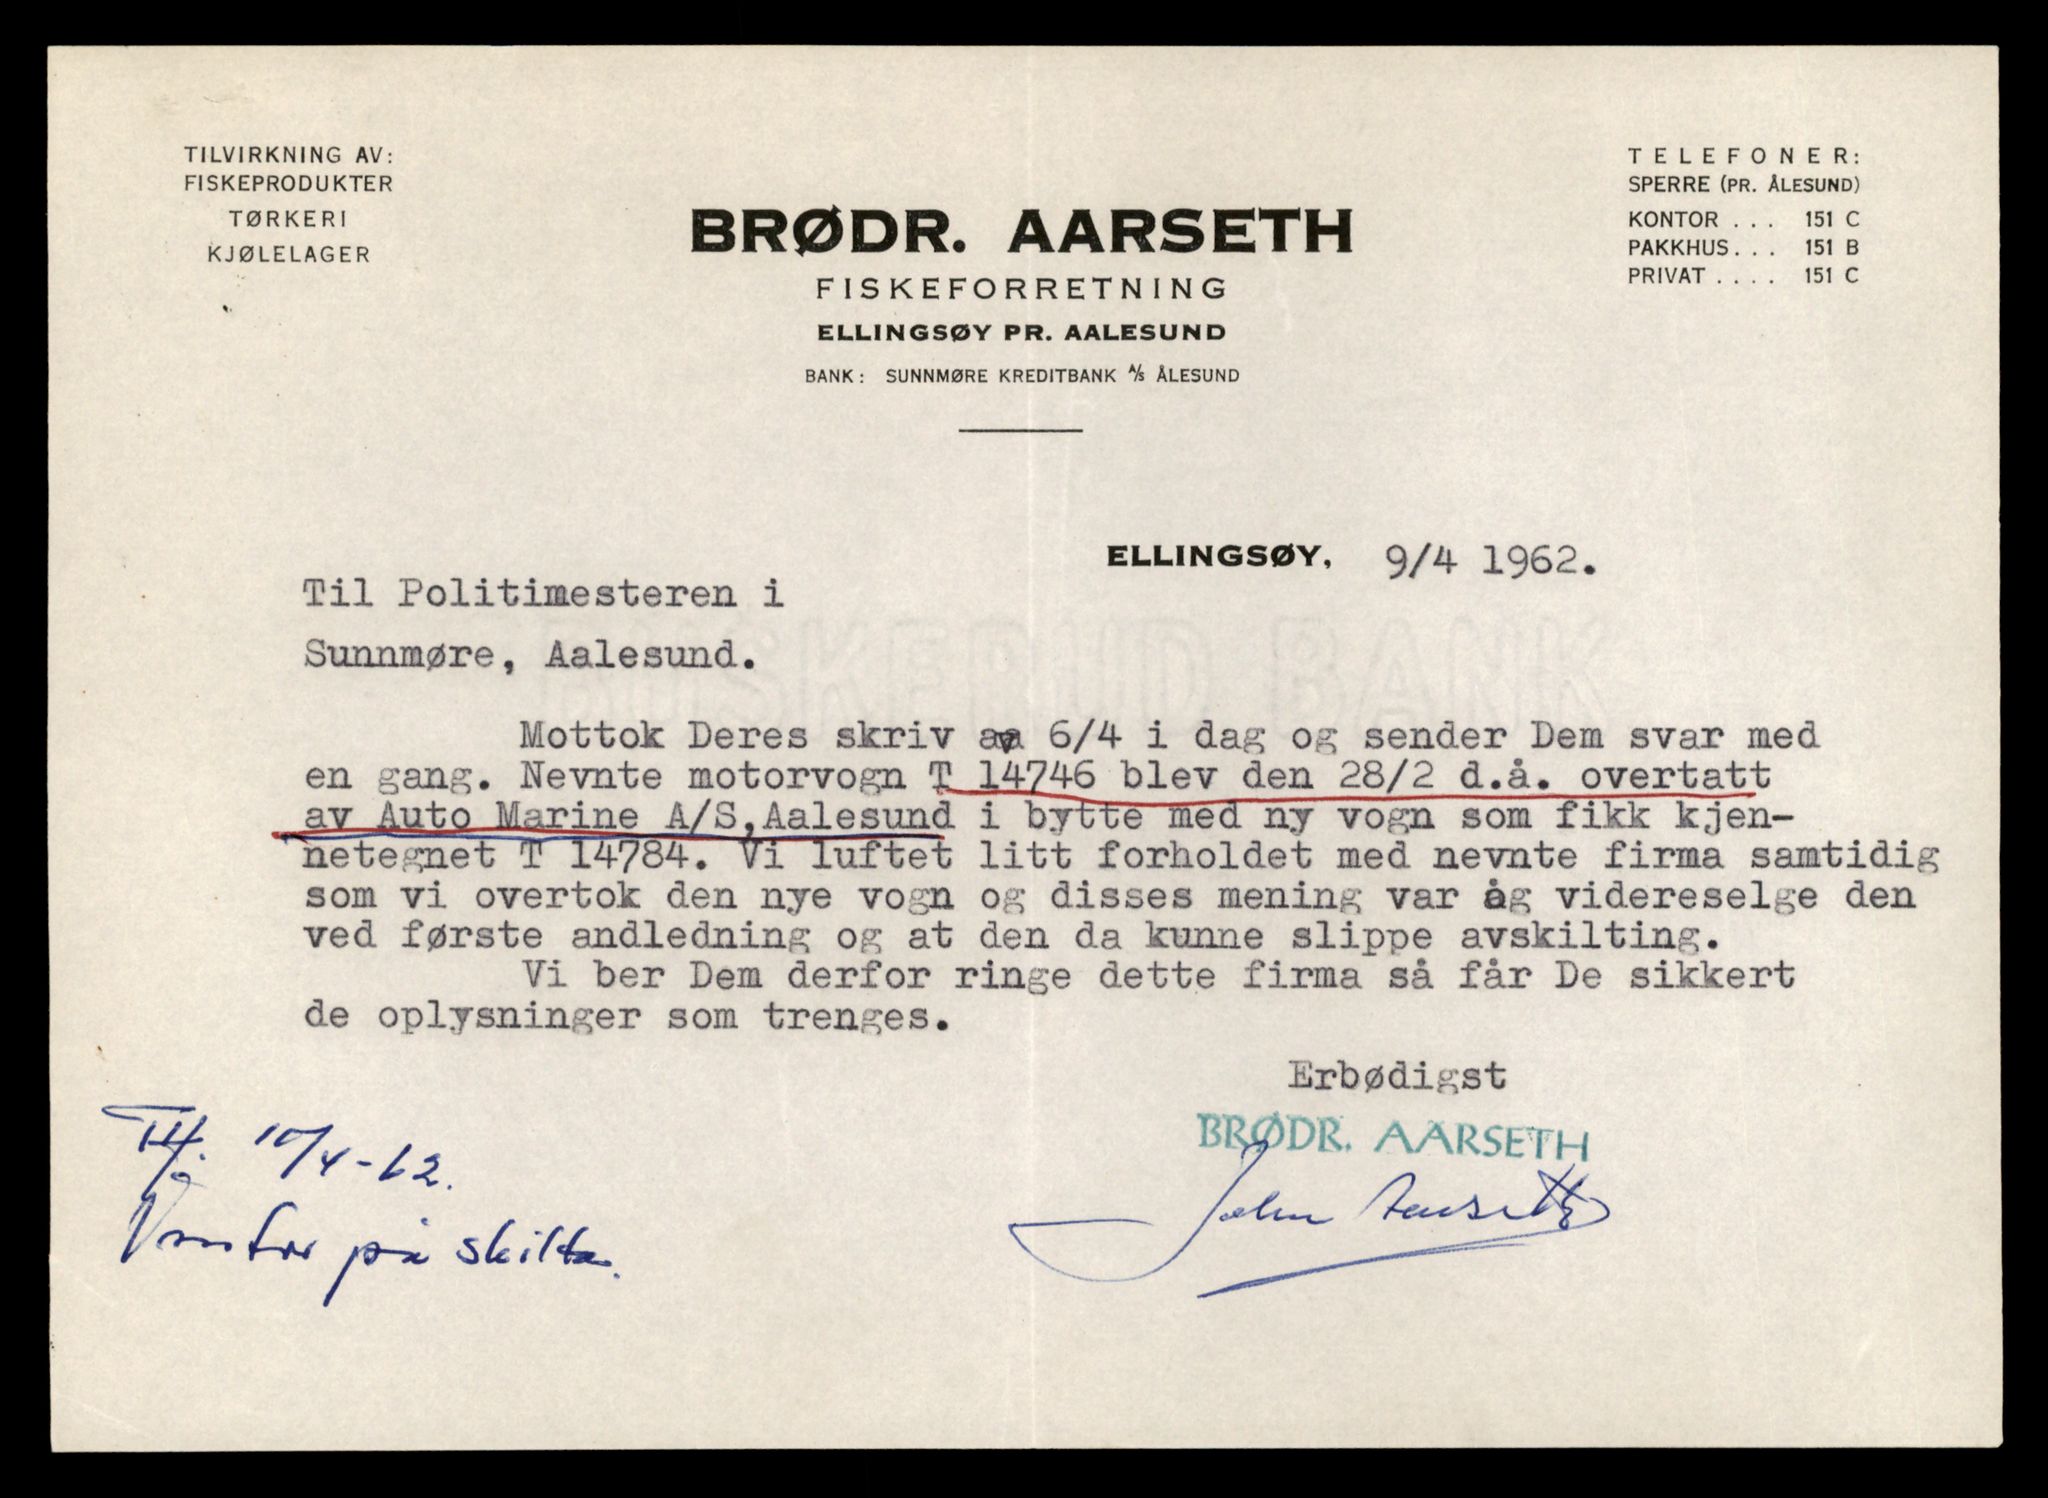 TILVIRKNING AV:
FISKEPRODUKTER
TØRKERI
KJØLELAGER
BRØDR. AARSETH
FISKEFORRETNING
ELLINGSØY PR. AALESUND
BANK: SUNNMØRE KREDITBANK A/S ÅLESUND
TELEFONER:
SPERRE (PR. ÅLESUND)
KONTOR ... 151 C
PAKKHUS... 151 B
PRIVAT .... 151 C
ELLINGSØY, 9/4 1962.
Til Politimesteren i
Sunnmøre, Aalesund.
Mottok Deres skriv av 6/4 i dag og sender Dem svar med
en gang. Nevnte motorvogn T 14746 blev den 28/2 d.å. overtatt
av Auto Marine A/S, Aalesund i bytte med ny vogn som fikk kjen-
netegnet T 14784. Vi luftet litt forholdet med nevnte firma samtidig
som vi overtok den nye vogn og disses mening var åg videreselge den
ved første andledning og at den da kunne slippe avskilting.
Vi ber Dem derfor ringe dette firma så får De sikkert
de oplysninger som trenges.
Erbødigst
BRØDR. AARSETH
John Aarseth
10/4-62.
på skilta.